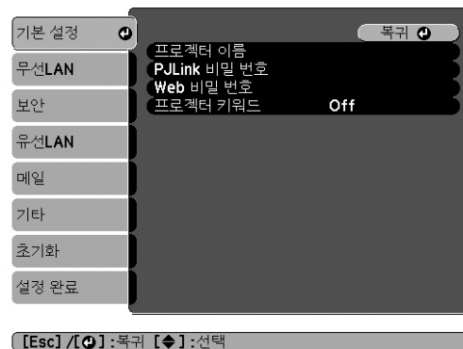 기본 설정
무선LAN
보안
유선LAN
메일
기타
초기화
설정 완료
복귀
프로젝터 이름
PJLink 비밀 번호
Web 비밀 번호
프로젝터 키워드 Off
[Esc] /[ ] :복귀 [ ] :선택